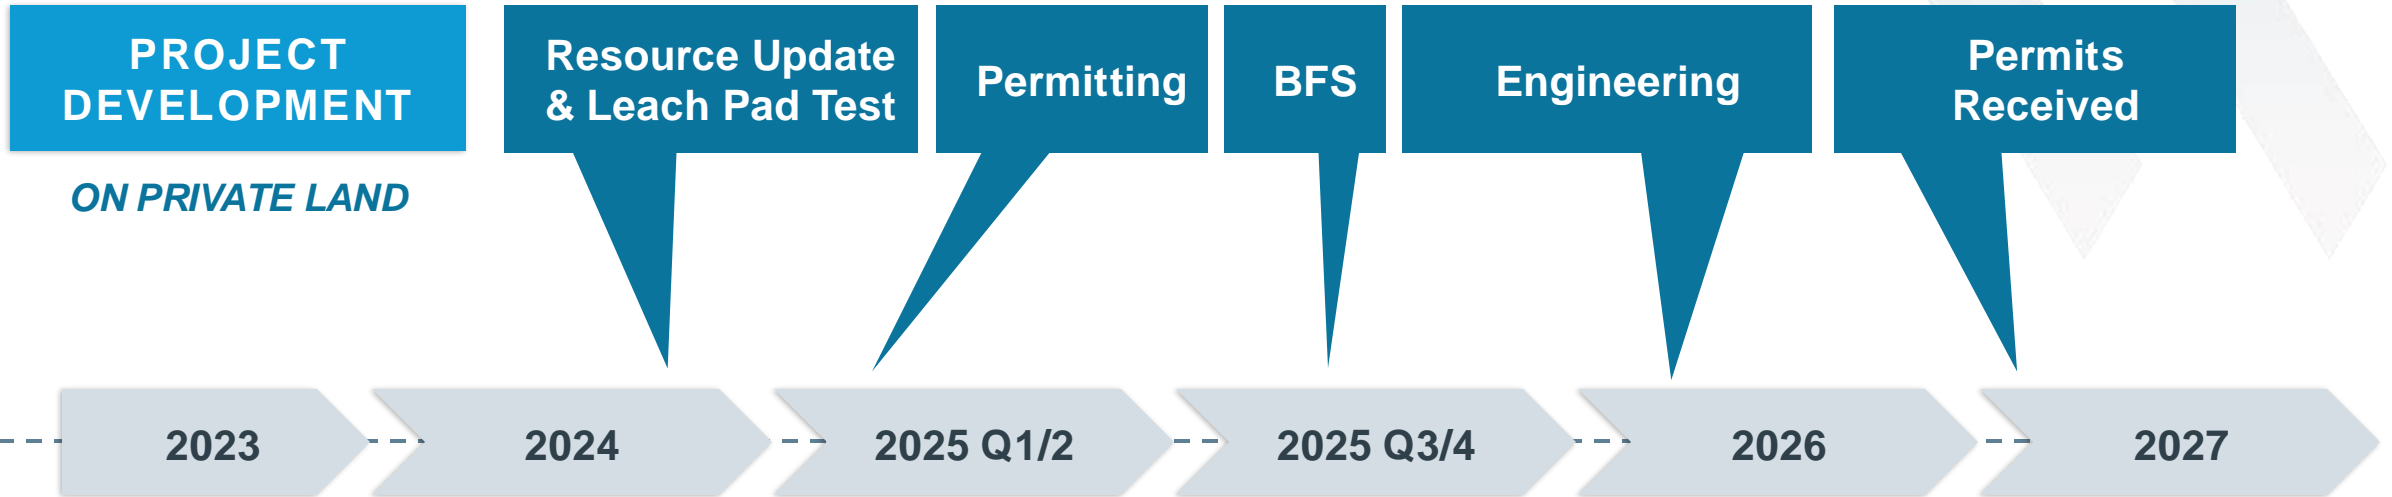 PROJECT
DEVELOPMENT
ON PRIVATE LAND
Resource Update
& Leach Pad Test
Permitting
BFS
Engineering
Permits
Received
2023
2024
2025 Q1/2
2025 Q3/4
2026
2027